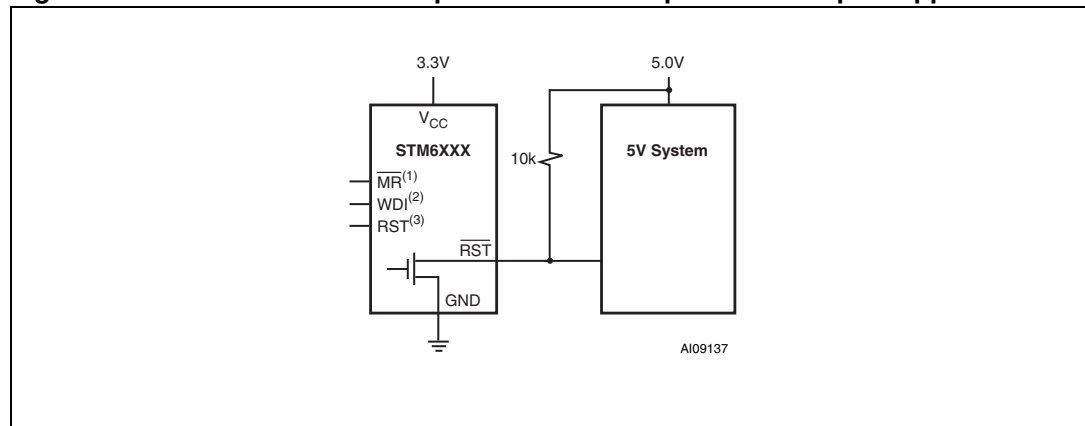 3.3V
5.0V
VCC
STM6XXX
5V System
10k
MR(1)
WDI(2)
RST(3)
RST
GND
AI09137